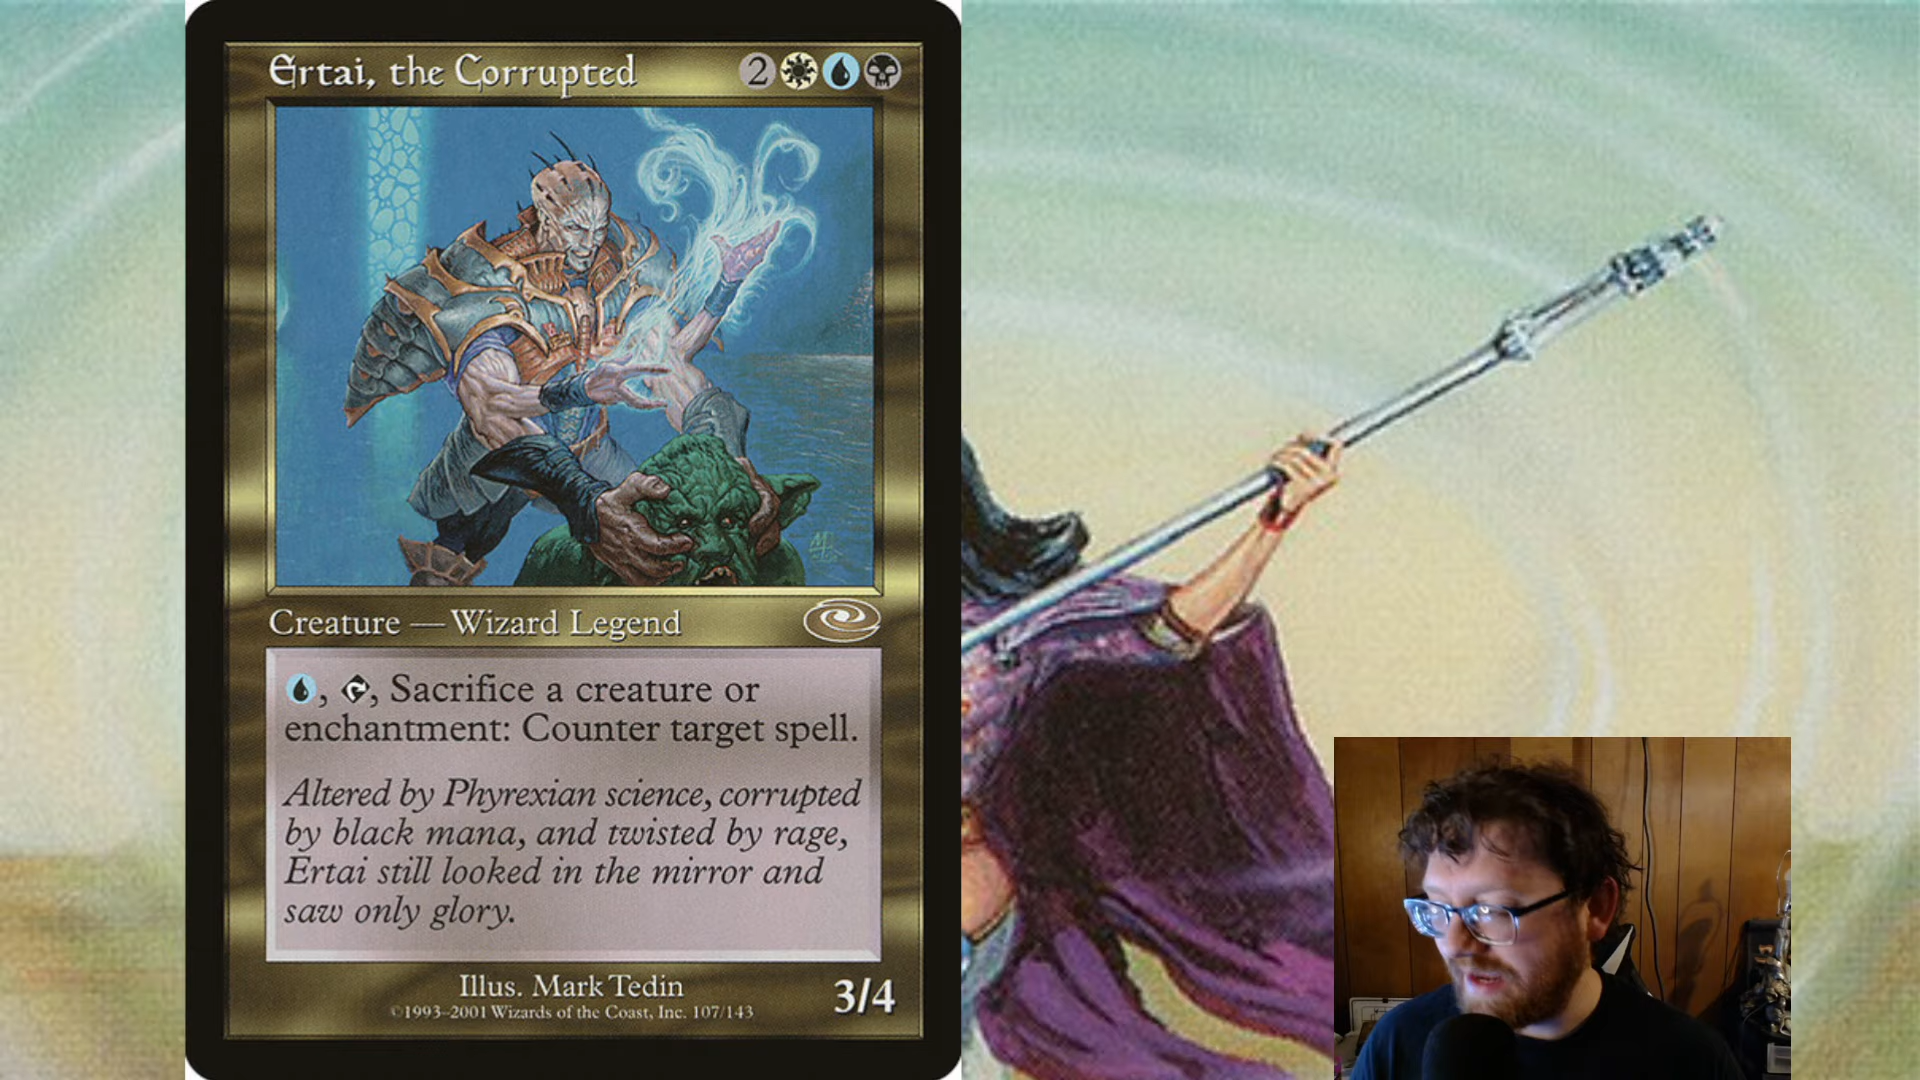 Ertai, the Corrupted 2
Creature — Wizard Legend
, , Sacrifice a creature or
enchantment: Counter target spell.
Altered by Phyrexian science, corrupted
by black mana, and twisted by rage,
Ertai still looked in the mirror and
saw only glory.
Illus. Mark Tedin
©1993–2001 Wizards of the Coast, Inc. 107/143
3/4